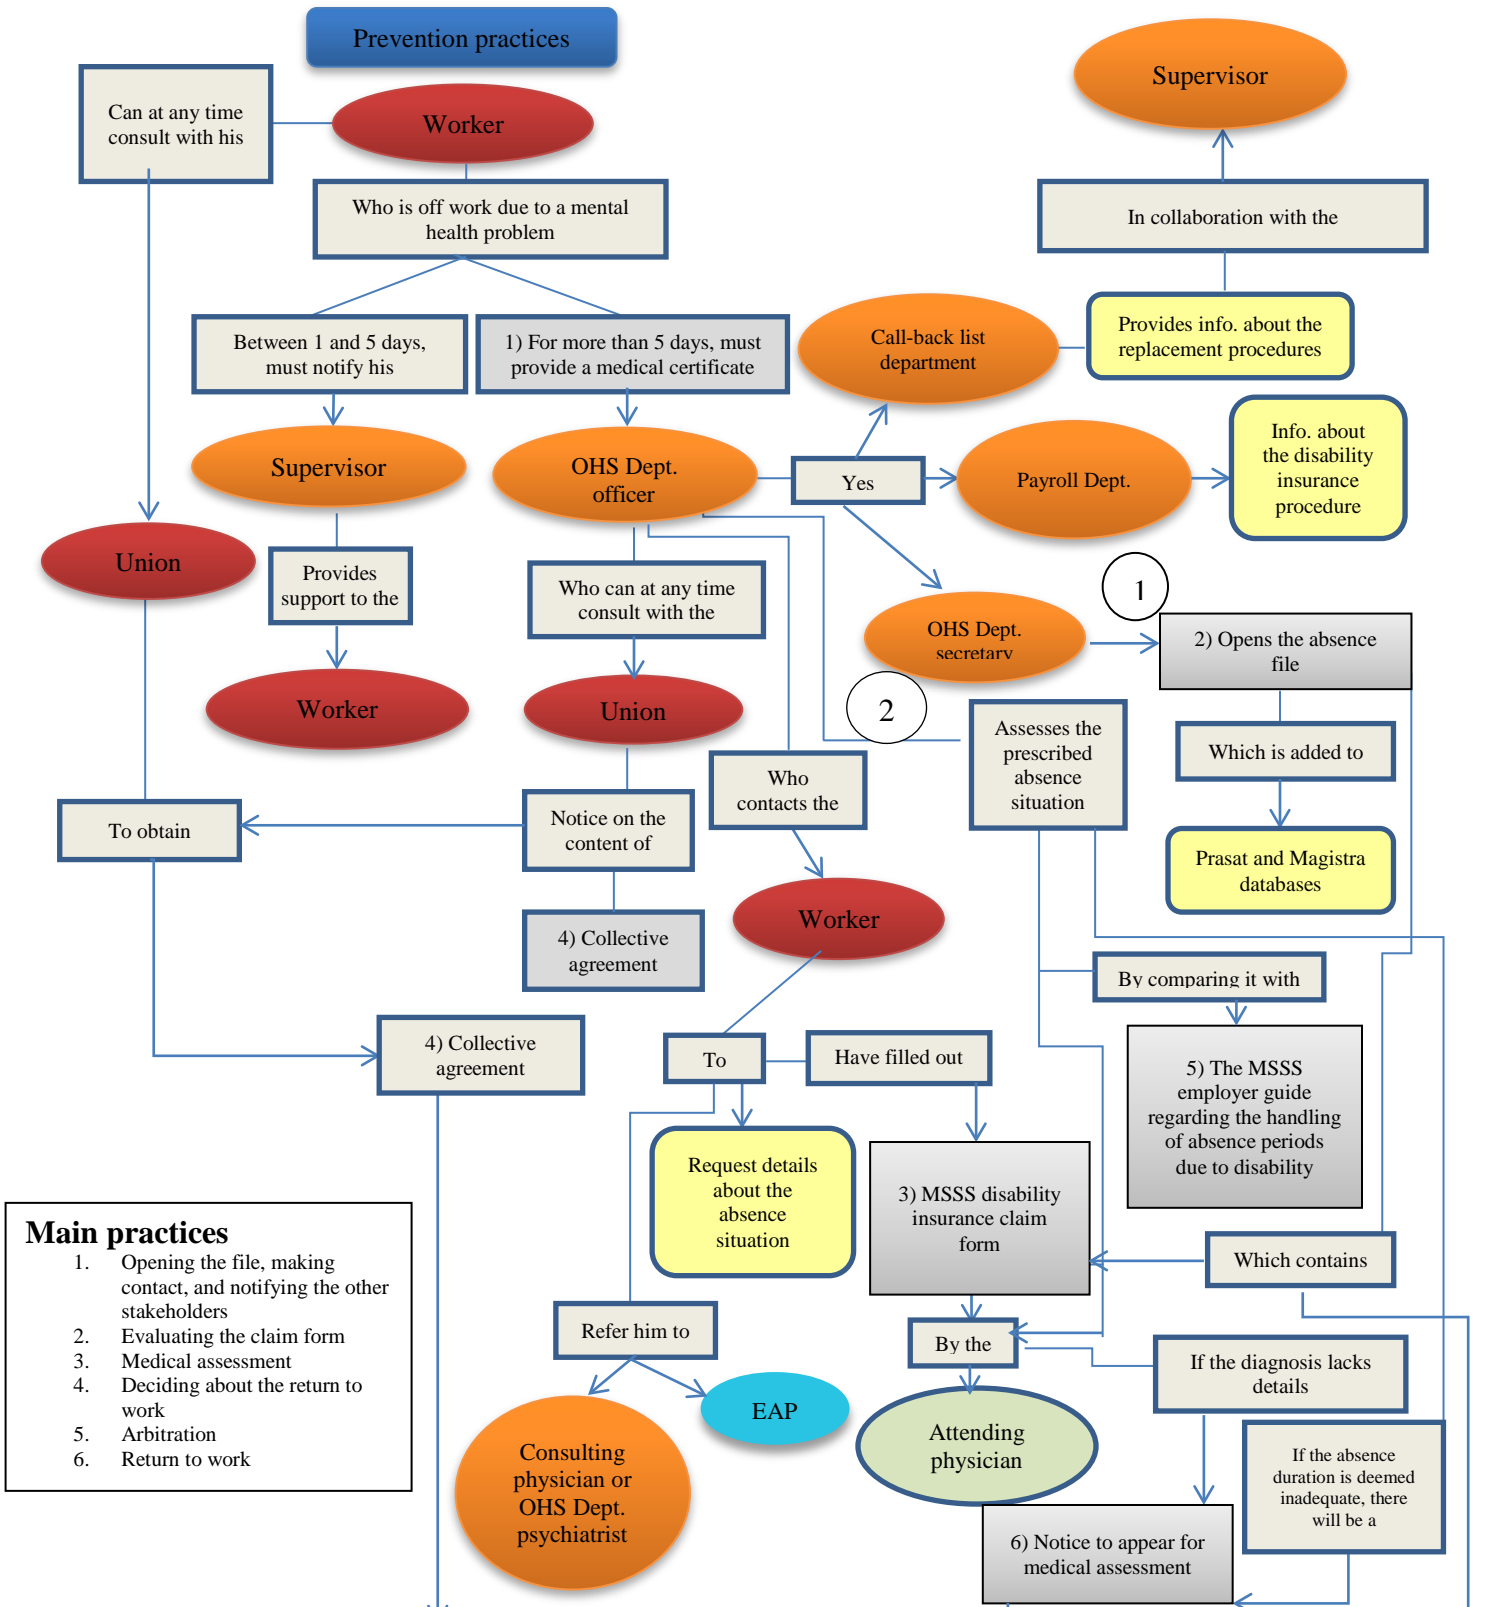 Prevention practices
Supervisor
Can at any time
consult with his
Worker
Who is off work due to a mental
health problem
In collaboration with the
Between 1 and 5 days,
must notify his
1) For more than 5 days, must
provide a medical certificate
Call-back list
department
Provides info. about the
replacement procedures
Supervisor
OHS Dept.
officer
Yes
Payroll Dept.
Info. about
the disability
insurance
procedure
Union
Provides
support to the
Who can at any time
consult with the
OHS Dept.
secretary
1
2) Opens the absence
file
Worker
Union
2
Assesses the
prescribed
absence
situation
Which is added to
Who
contacts the
To obtain
Notice on the
content of
Prasat and Magistra
databases
Worker
4) Collective
agreement
By comparing it with
4) Collective
agreement
To
Have filled out
5) The MSSS
employer guide
regarding the handling
of absence periods
due to disability
Request details
about the
absence
situation
3) MSSS disability
insurance claim
form
Which contains
Main practices
1. Opening the file, making
contact, and notifying the other
stakeholders
2. Evaluating the claim form
3. Medical assessment
4. Deciding about the return to
work
5. Arbitration
6. Return to work
Refer him to
By the
If the diagnosis lacks
details
EAP
Attending
physician
Consulting
physician or
OHS Dept.
psychiatrist
If the absence
duration is deemed
inadequate, there
will be a
6) Notice to appear for
medical assessment